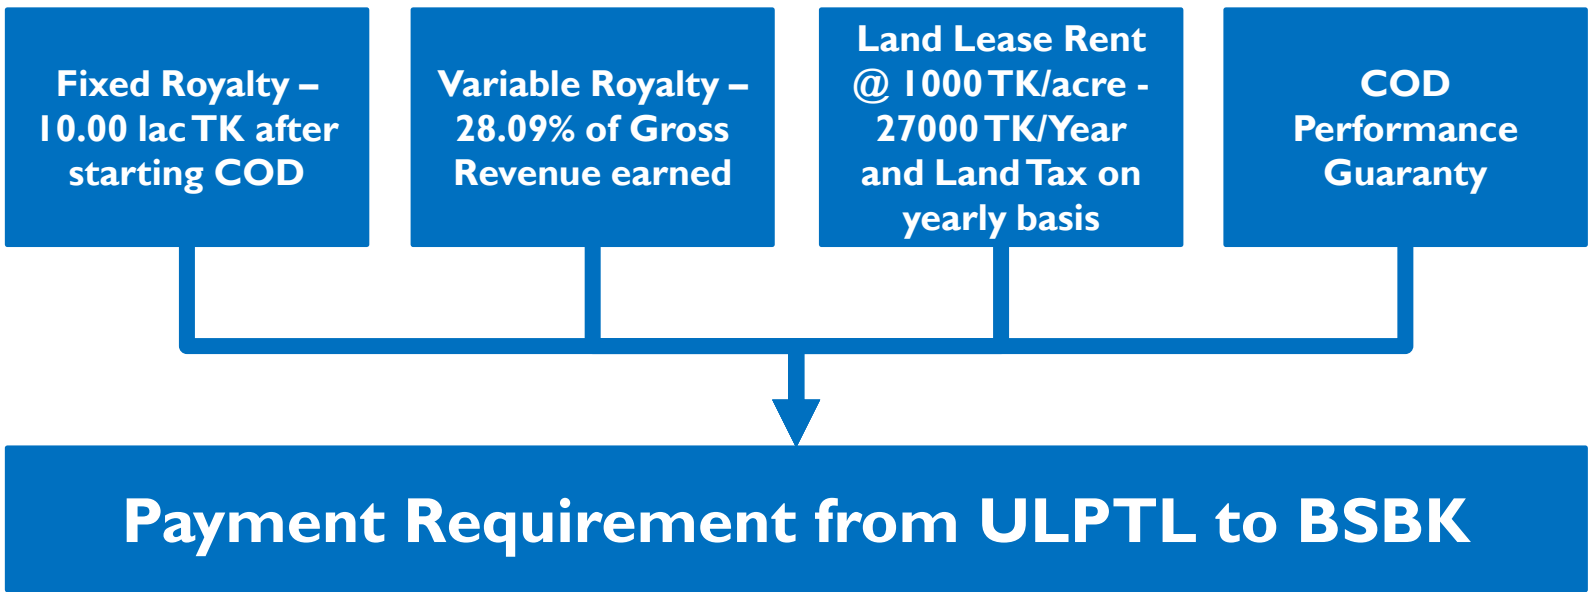 Fixed Royalty –
10.00 lac TK after
starting COD
Variable Royalty –
28.09% of Gross
Revenue earned
Land Lease Rent
@ 1000 TK/acre -
27000 TK/Year
and Land Tax on
yearly basis
COD
Performance
Guaranty
Payment Requirement from ULPTL to BSBK